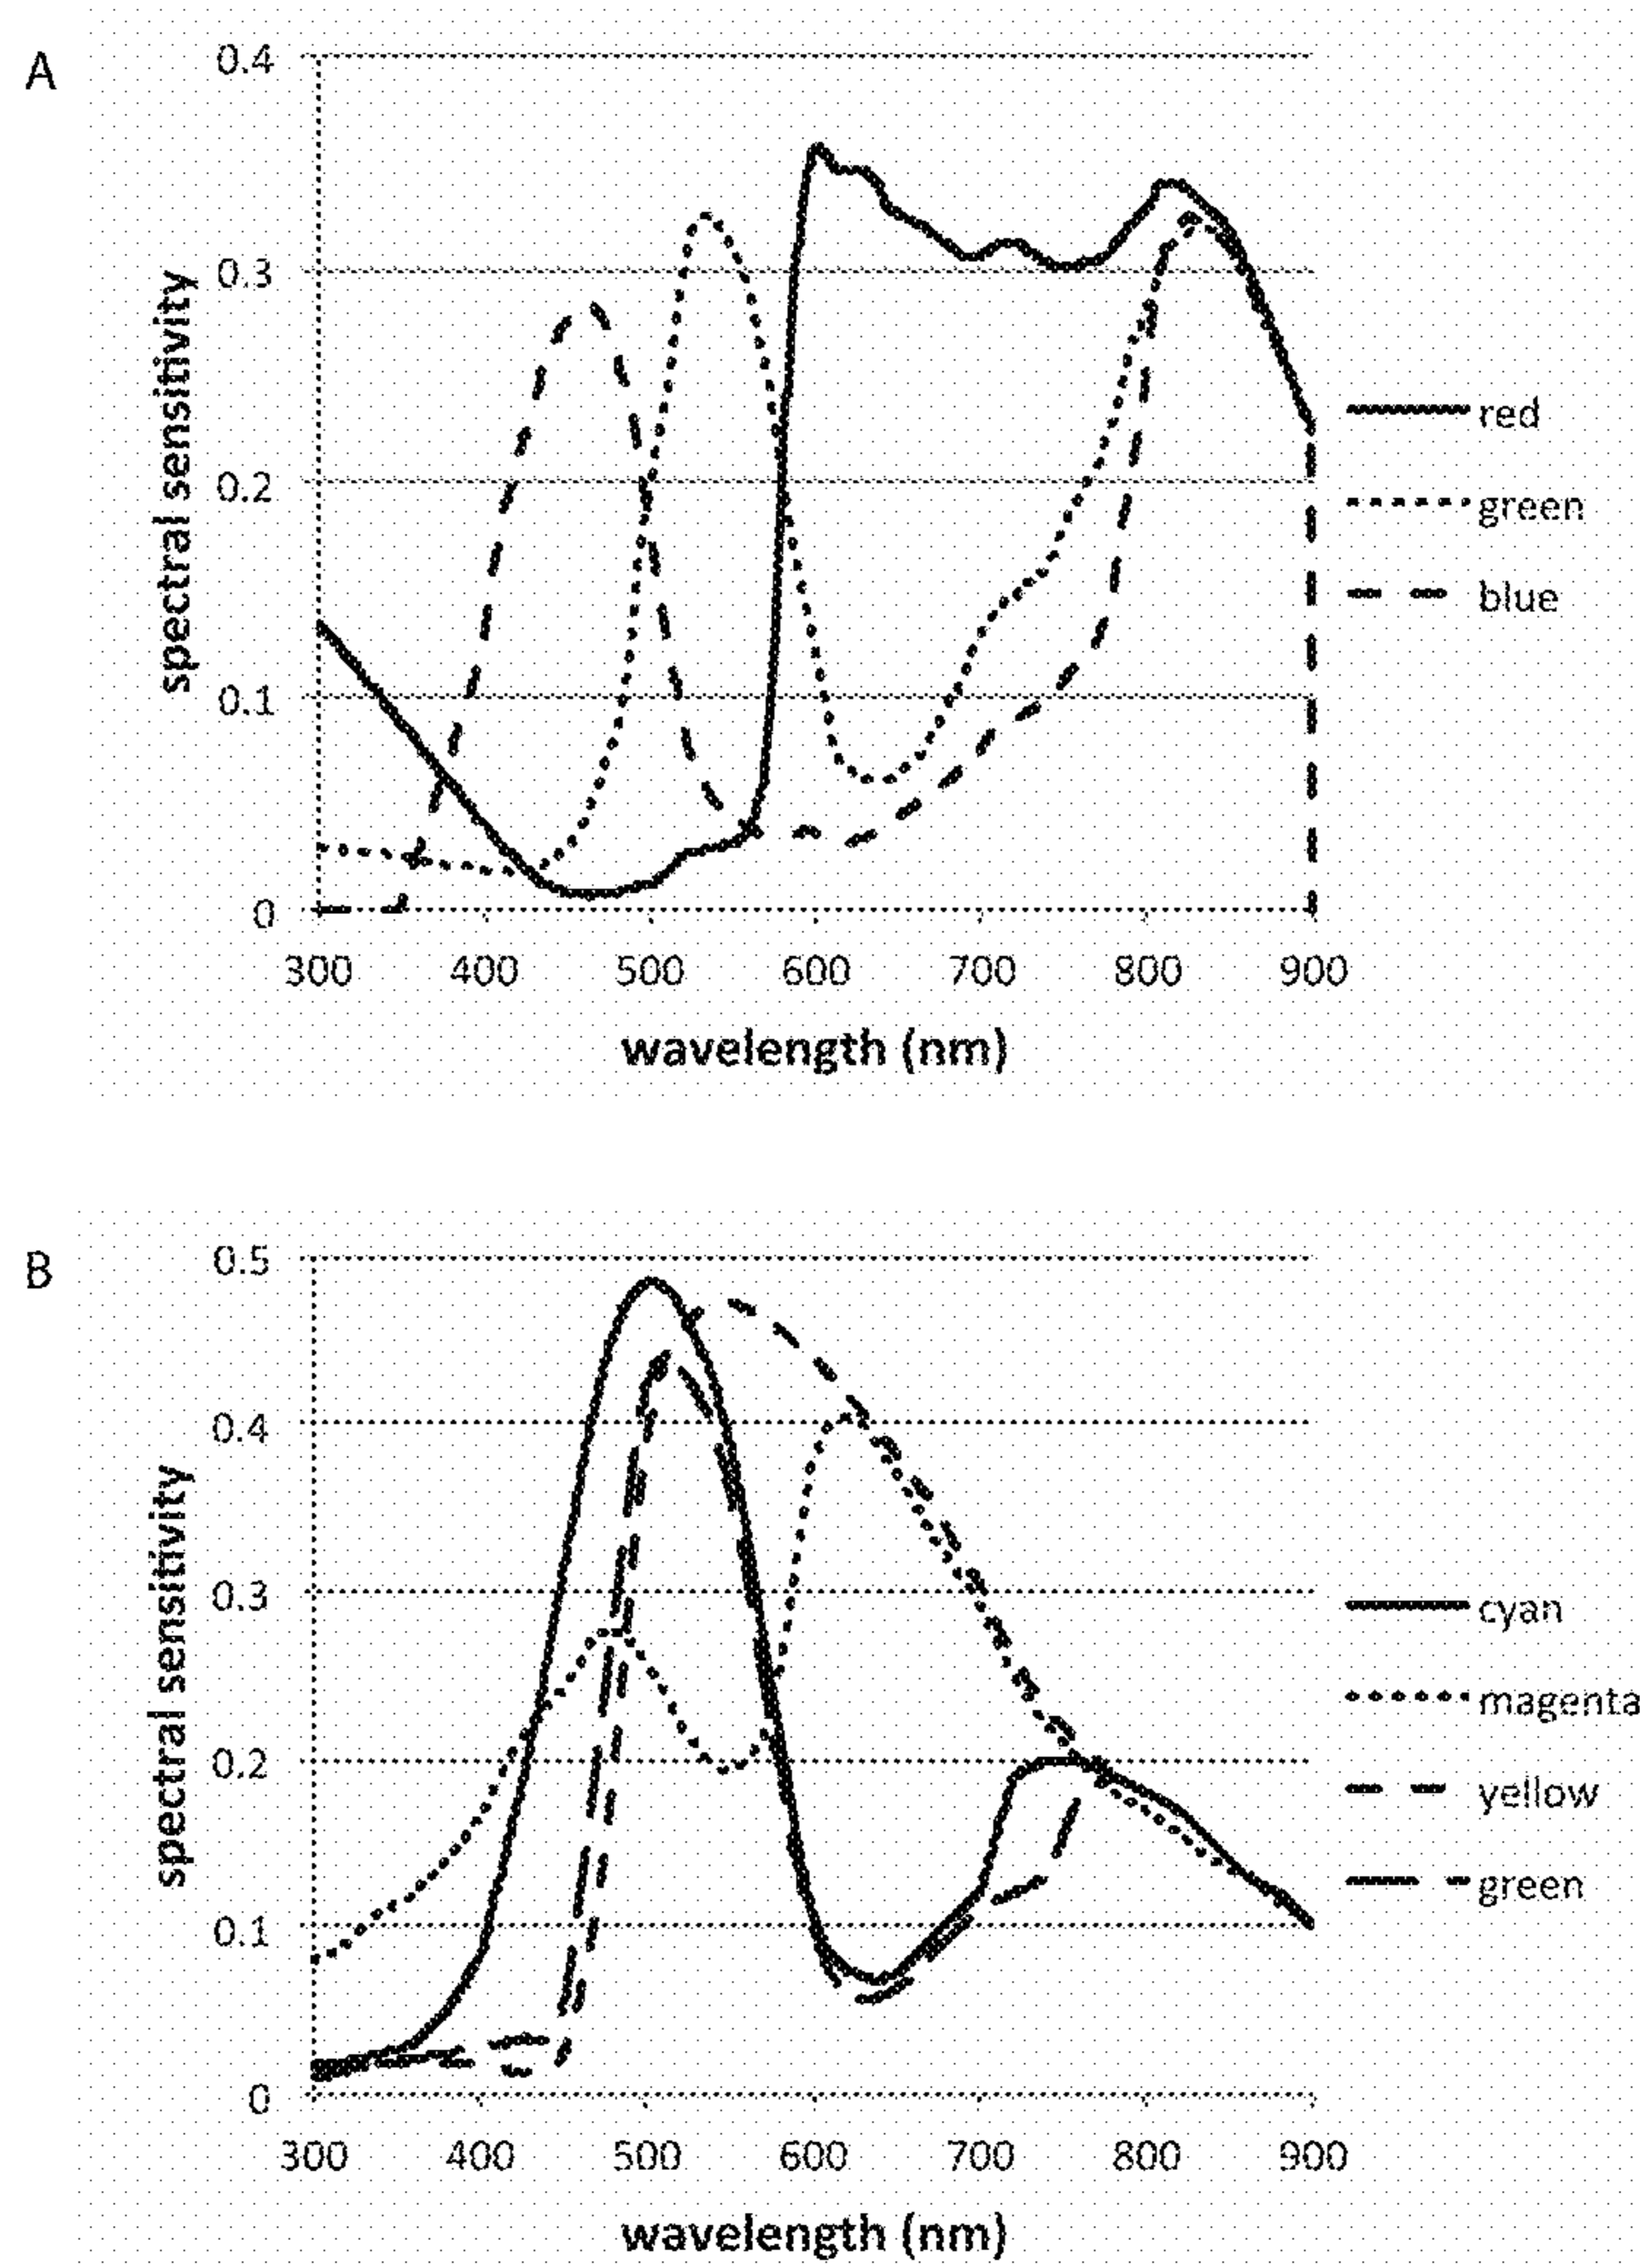 A
0.4
0.3
0.2
0.1
0
spectral sensitivity
300 400 500 600 700 800 900
wavelength (nm)
red
green
blue
B
0.5
0.4
0.3
0.2
0.1
0
spectral sensitivity
300 400 500 600 700 800 900
wavelength (nm)
cyan
magenta
yellow
green